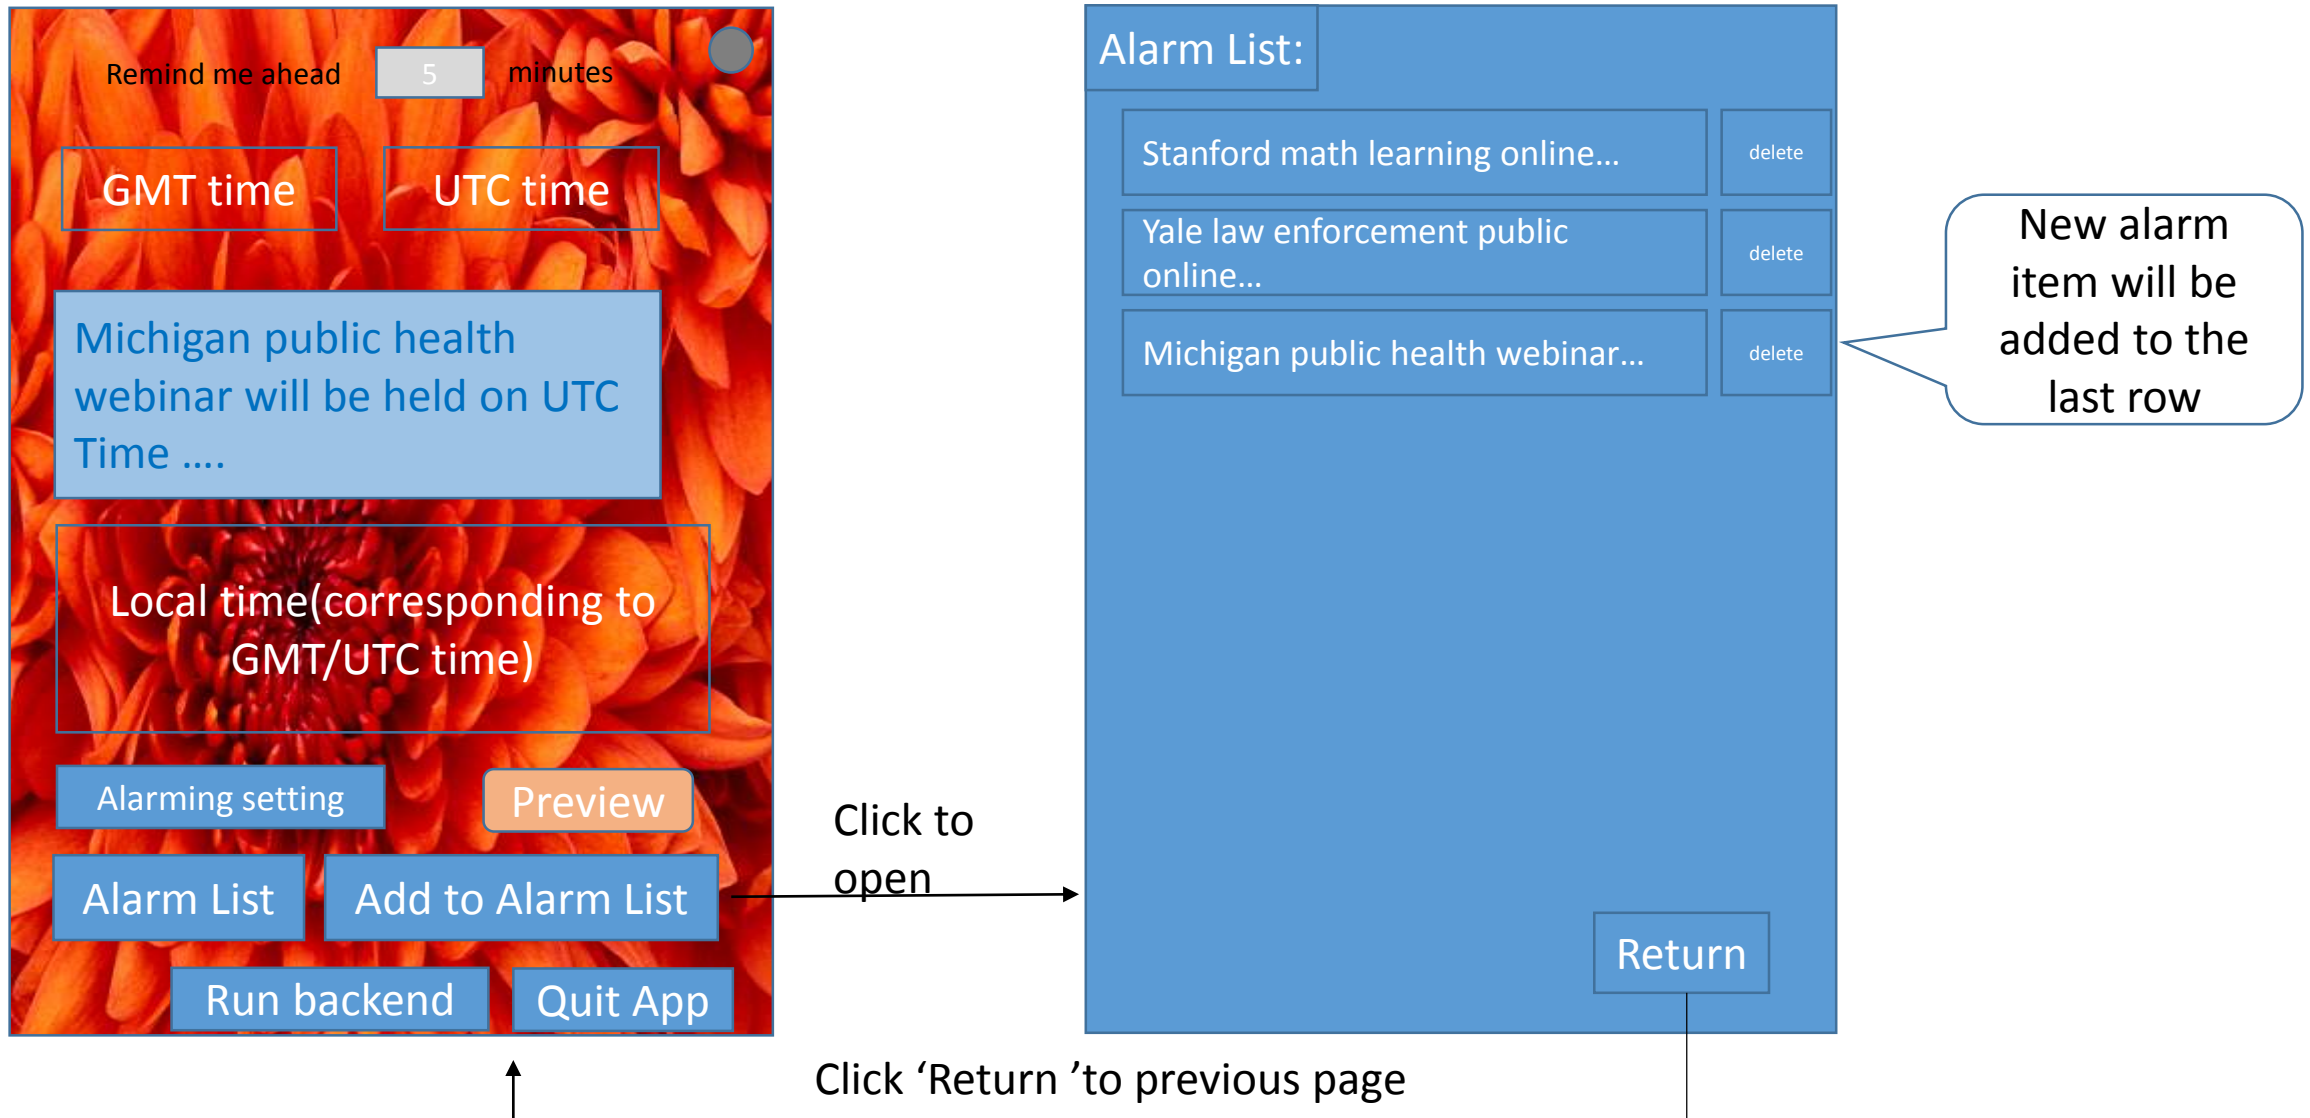 Remind me ahead 5 minutes
GMT time
UTC time
Michigan public health
webinar will be held on UTC
Time ....
Local time(corresponding to
GMT/UTC time)
Alarming setting
Preview
Alarm List
Add to Alarm List
Run backend
Quit App
Click to
open
Alarm List:
Stanford math learning online...
delete
Yale law enforcement public
online...
delete
Michigan public health webinar...
delete
Return
New alarm
item will be
added to the
last row
Click ‘Return ’to previous page